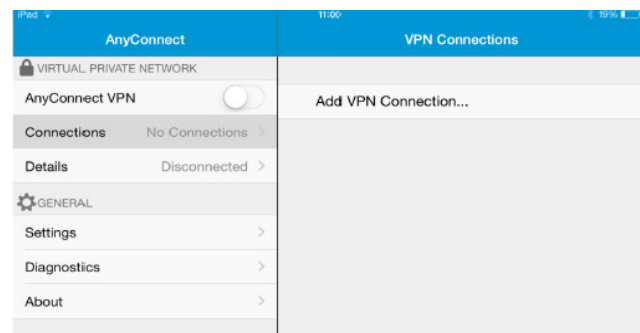 iPad 11:00 19%
AnyConnect
VPN Connections
VIRTUAL PRIVATE NETWORK
AnyConnect VPN
Add VPN Connection...
Connections No Connections
Details Disconnected
GENERAL
Settings
Diagnostics
About